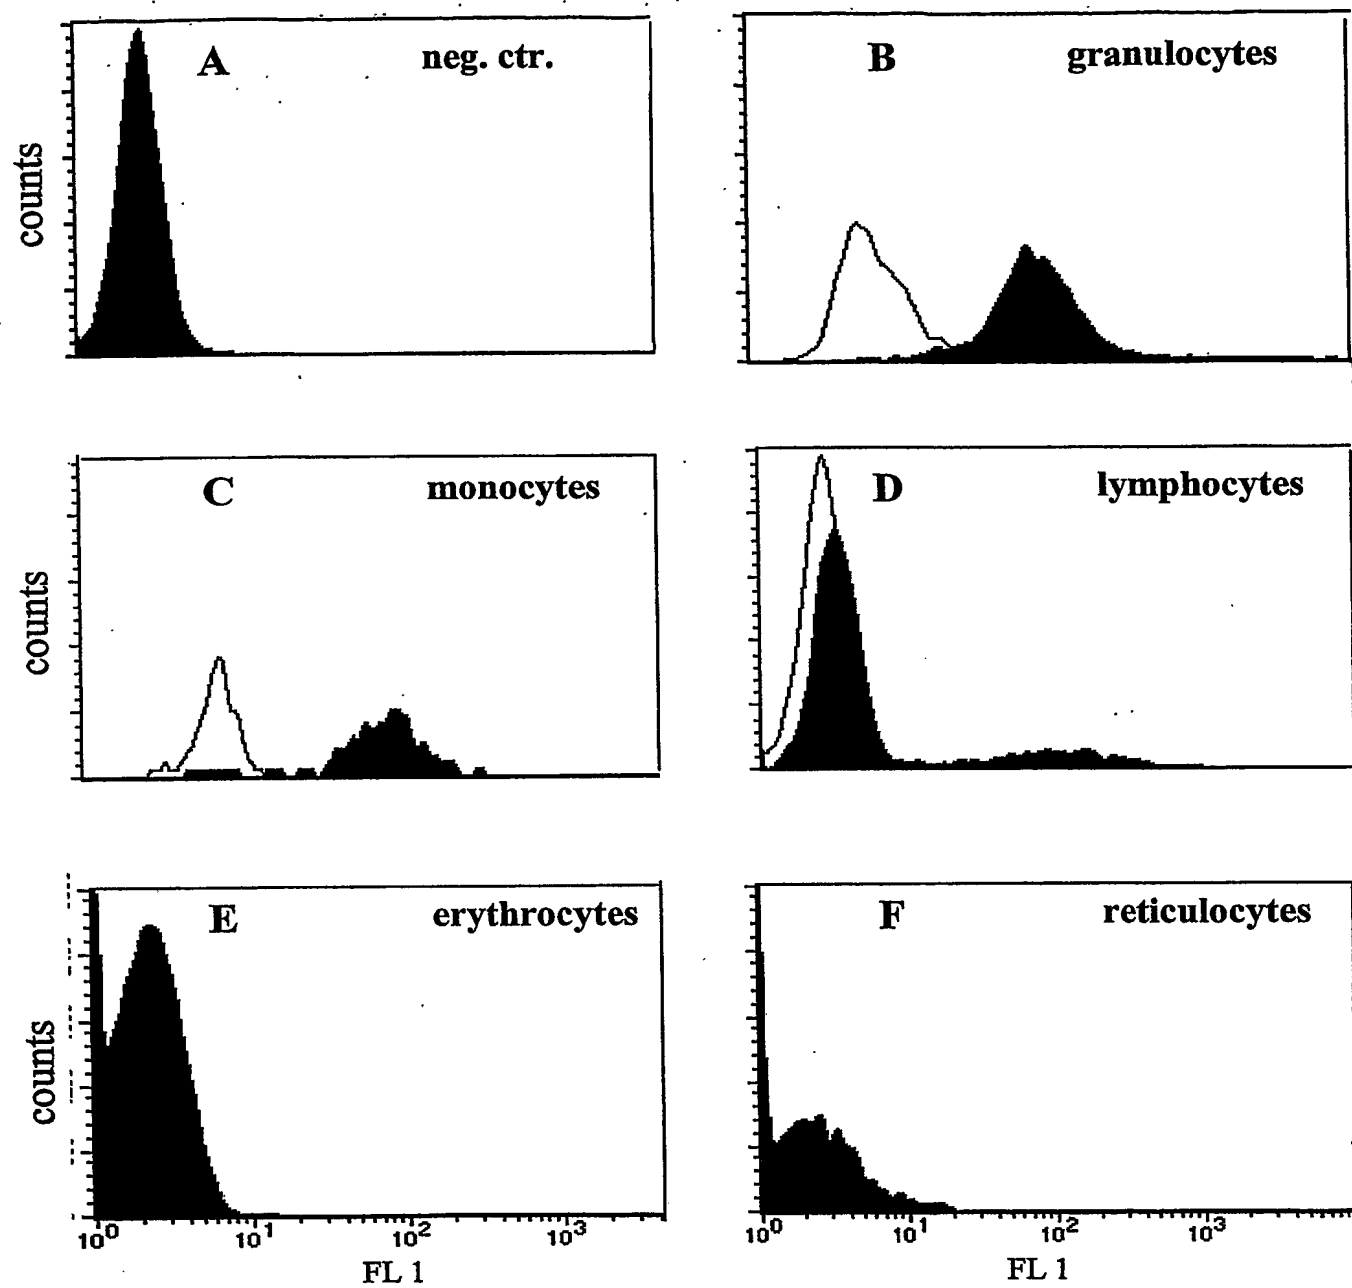 A neg. ctr.
B granulocytes
counts
C monocytes
D lymphocytes
counts
E erythrocytes
F reticulocytes
counts
10⁰ 10¹ 10² 10³
FL 1
10⁰ 10¹ 10² 10³
FL 1